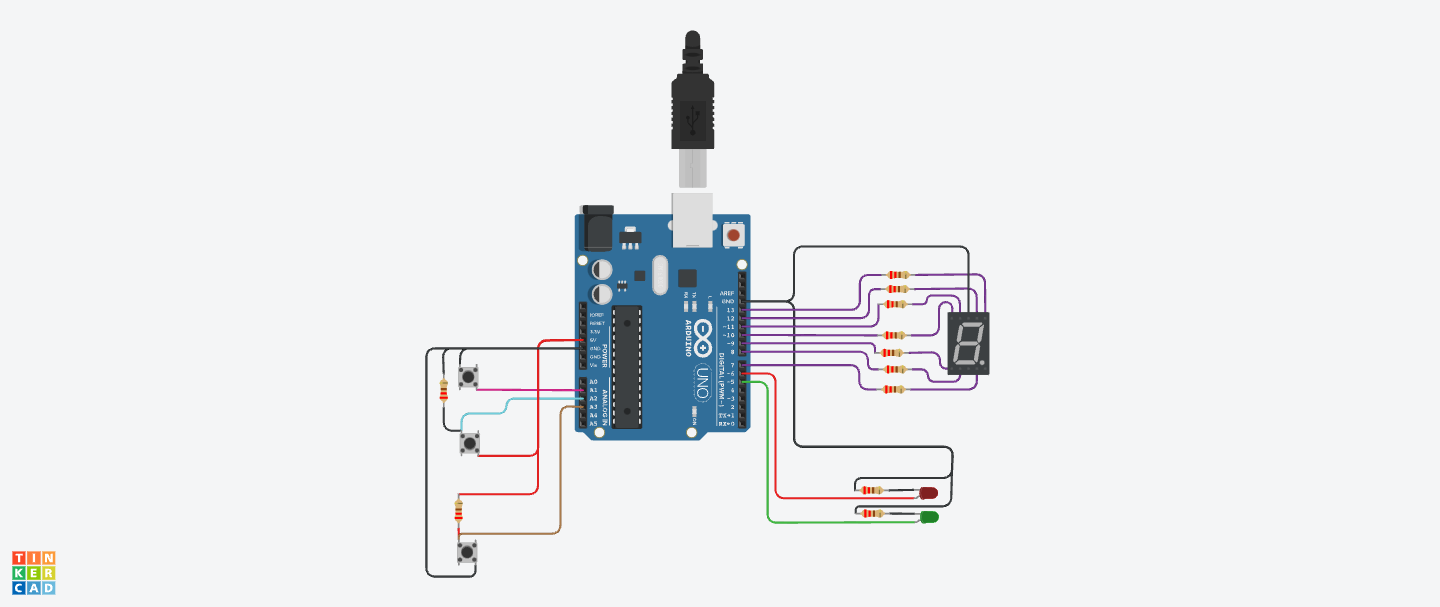 AREF
GND
13
12
~11
~10
~9
8
7
~6
~5
4
~3
2
TX→1
RX←0
DIGITAL (PWM~)
L
TX
RX
ARDUINO
UNO
ON
IOREF
RESET
3.3V
5V
GND
GND
Vin
POWER
A0
A1
A2
A3
A4
A5
ANALOG IN
TIN
KER
CAD